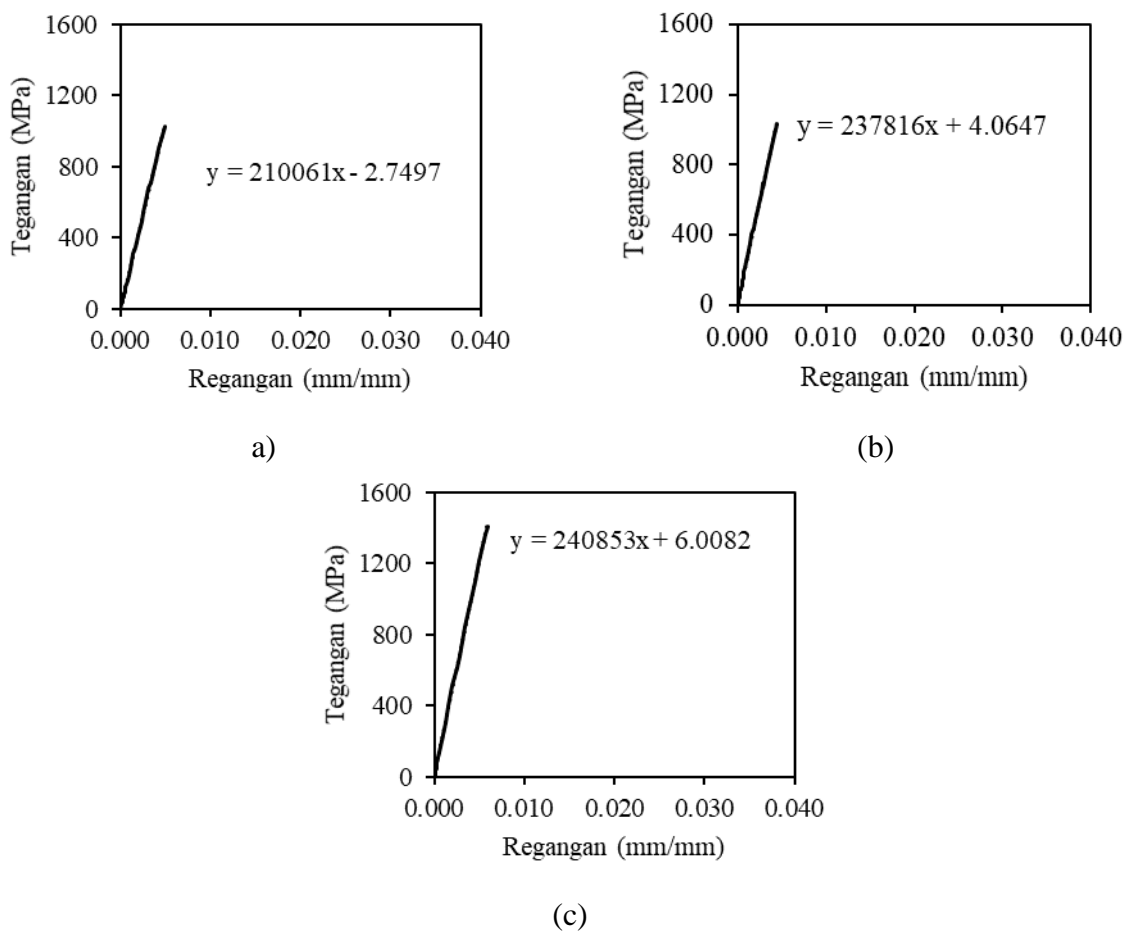 1600
1200
800
400
0
Tegangan (MPa)
y = 210061x - 2.7497
0.000 0.010 0.020 0.030 0.040
Regangan (mm/mm)
a)
1600
1200
800
400
0
Tegangan (MPa)
y = 237816x + 4.0647
0.000 0.010 0.020 0.030 0.040
Regangan (mm/mm)
(b)
1600
1200
800
400
0
Tegangan (MPa)
y = 240853x + 6.0082
0.000 0.010 0.020 0.030 0.040
Regangan (mm/mm)
(c)